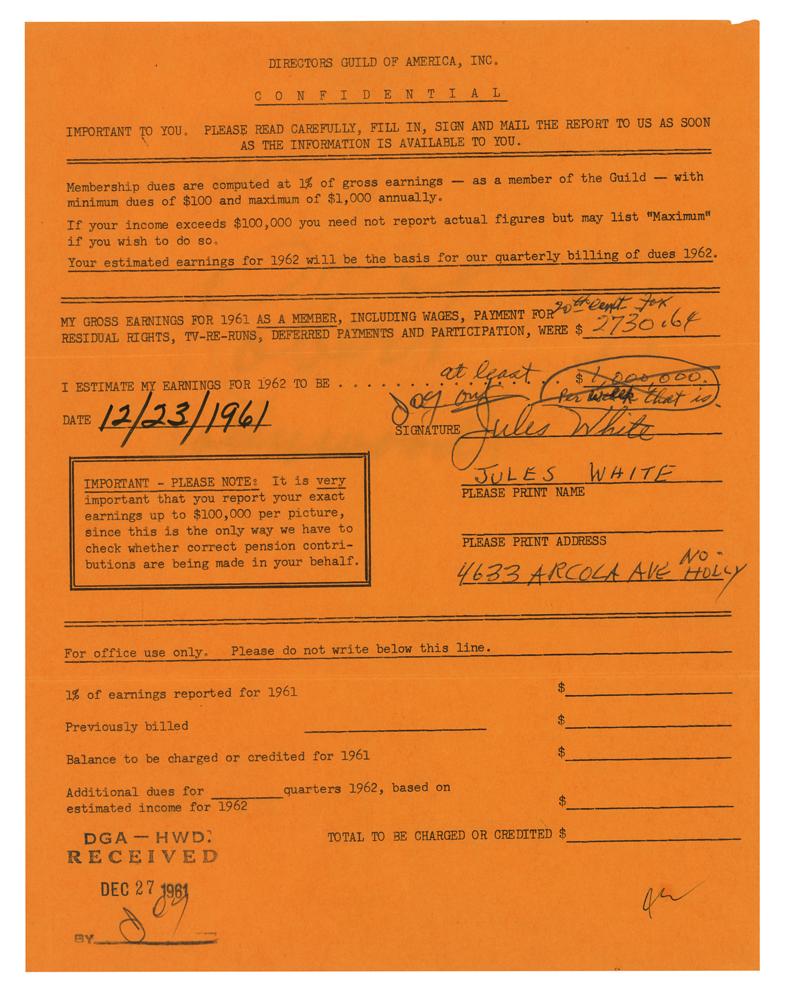 DIRECTORS GUILD OF AMERICA, INC.
C O N F I D E N T I A L
IMPORTANT TO YOU. PLEASE READ CAREFULLY, FILL IN, SIGN AND MAIL THE REPORT TO US AS SOON
AS THE INFORMATION IS AVAILABLE TO YOU.
Membership dues are computed at 1% of gross earnings — as a member of the Guild — with
minimum dues of $100 and maximum of $1,000 annually.
If your income exceeds $100,000 you need not report actual figures but may list "Maximum"
if you wish to do so.
Your estimated earnings for 1962 will be the basis for our quarterly billing of dues 1962.
20th Cent Fox
MY GROSS EARNINGS FOR 1961 AS A MEMBER, INCLUDING WAGES, PAYMENT FOR
RESIDUAL RIGHTS, TV-RE-RUNS, DEFERRED PAYMENTS AND PARTICIPATION, WERE $ 2730.64
at least
I ESTIMATE MY EARNINGS FOR 1962 TO BE . . . . . . . . . . . . . . . . $ 1,000,000.
Per week that is.
DATE 12/23/1961
SIGNATURE Jules White
JULES WHITE
PLEASE PRINT NAME
PLEASE PRINT ADDRESS
4633 ARCOLA AVE NO-HOLLY
IMPORTANT - PLEASE NOTE: It is very
important that you report your exact
earnings up to $100,000 per picture,
since this is the only way we have to
check whether correct pension contri-
butions are being made in your behalf.
For office use only. Please do not write below this line.
1% of earnings reported for 1961 $
Previously billed $
Balance to be charged or credited for 1961 $
Additional dues for quarters 1962, based on
estimated income for 1962 $
TOTAL TO BE CHARGED OR CREDITED $
DGA — HWD.
RECEIVED
DEC 27 1961
BY